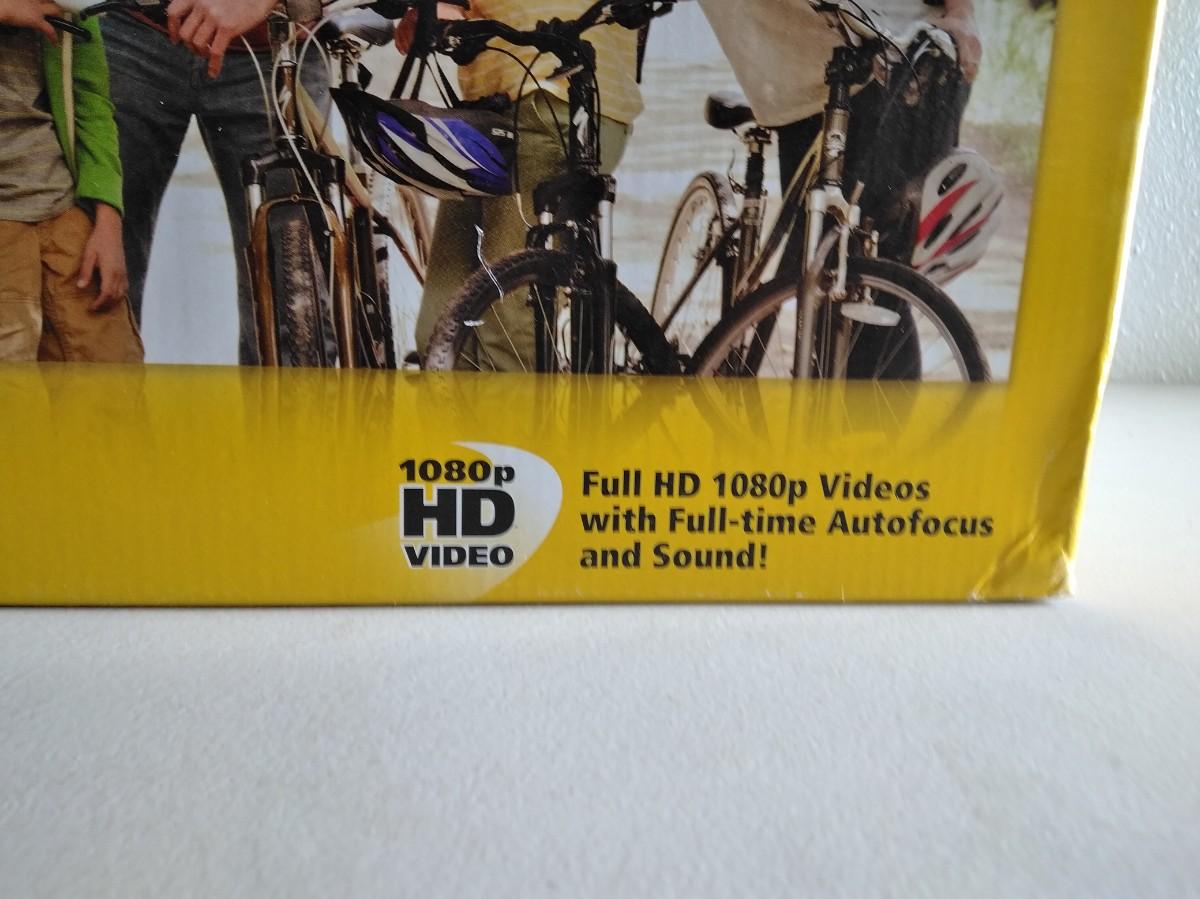 1080p
HD
VIDEO
Full HD 1080p Videos
with Full-time Autofocus
and Sound!